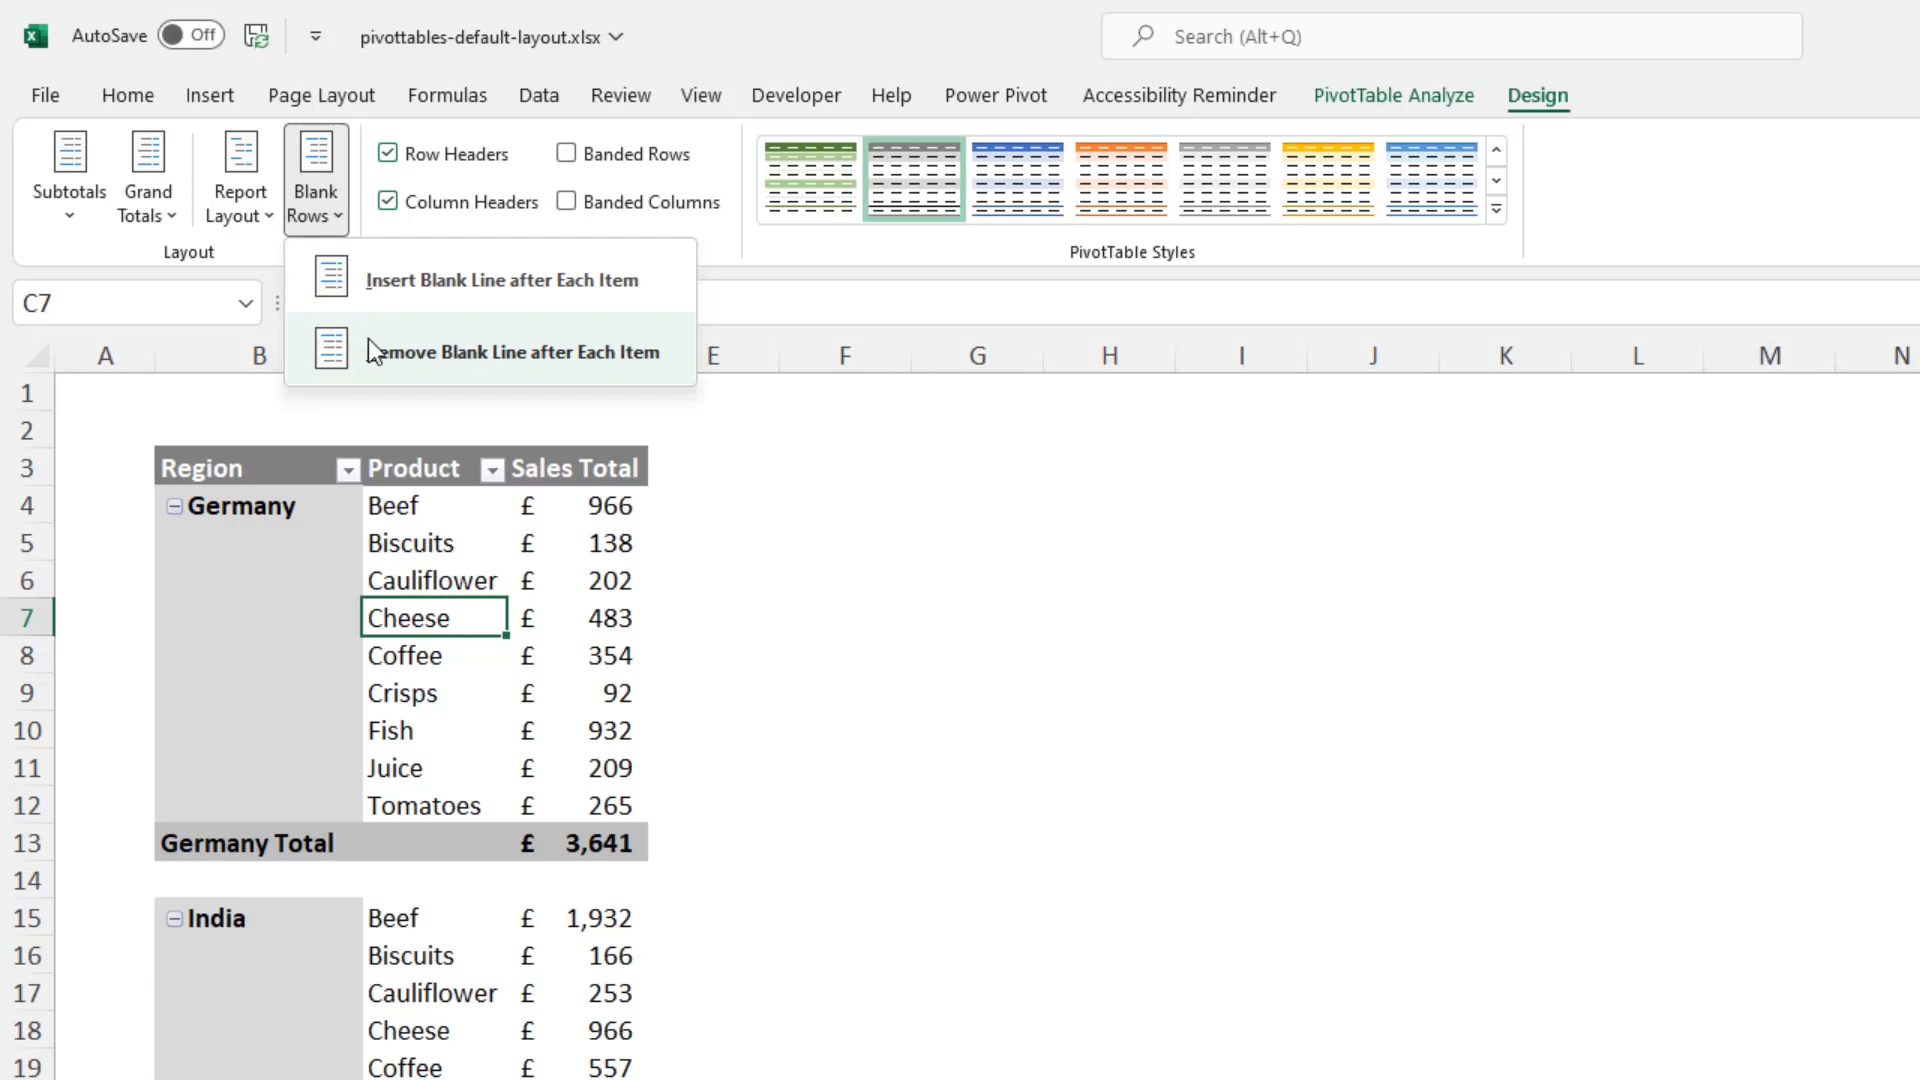 AutoSave Off pivottables-default-layout.xlsx Search (Alt+Q)
File Home Insert Page Layout Formulas Data Review View Developer Help Power Pivot Accessibility Reminder PivotTable Analyze Design
Subtotals Grand Totals Report Layout Blank Rows
Row Headers Banded Rows
Column Headers Banded Columns
Layout PivotTable Styles
Insert Blank Line after Each Item
Blank Line after Each Item
C7
A B E F G H I J K L M N
1
2
3 Region Product Sales Total
4 Germany Beef £ 966
5 Biscuits £ 138
6 Cauliflower £ 202
7 Cheese £ 483
8 Coffee £ 354
9 Crisps £ 92
10 Fish £ 932
11 Juice £ 209
12 Tomatoes £ 265
13 Germany Total £ 3,641
14
15 India Beef £ 1,932
16 Biscuits £ 166
17 Cauliflower £ 253
18 Cheese £ 966
19 Coffee £ 557